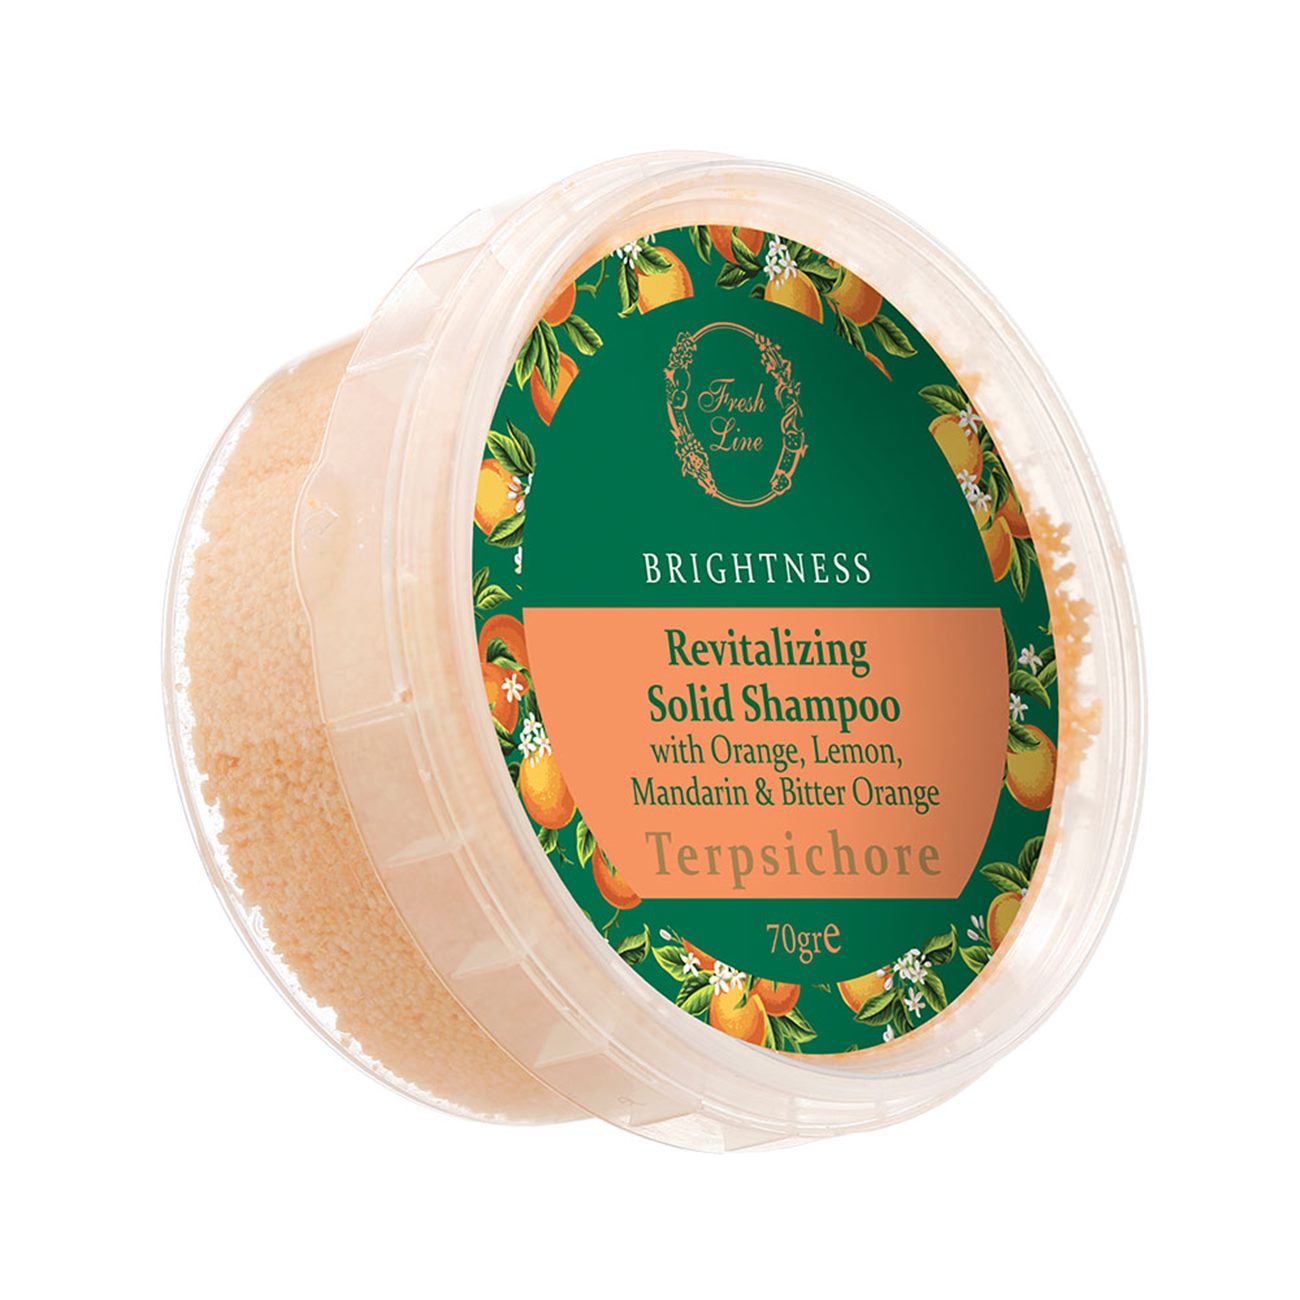 Fresh
Line
BRIGHTNESS
Revitalizing
Solid Shampoo
with Orange, Lemon,
Mandarin & Bitter Orange
Terpsichore
70gre